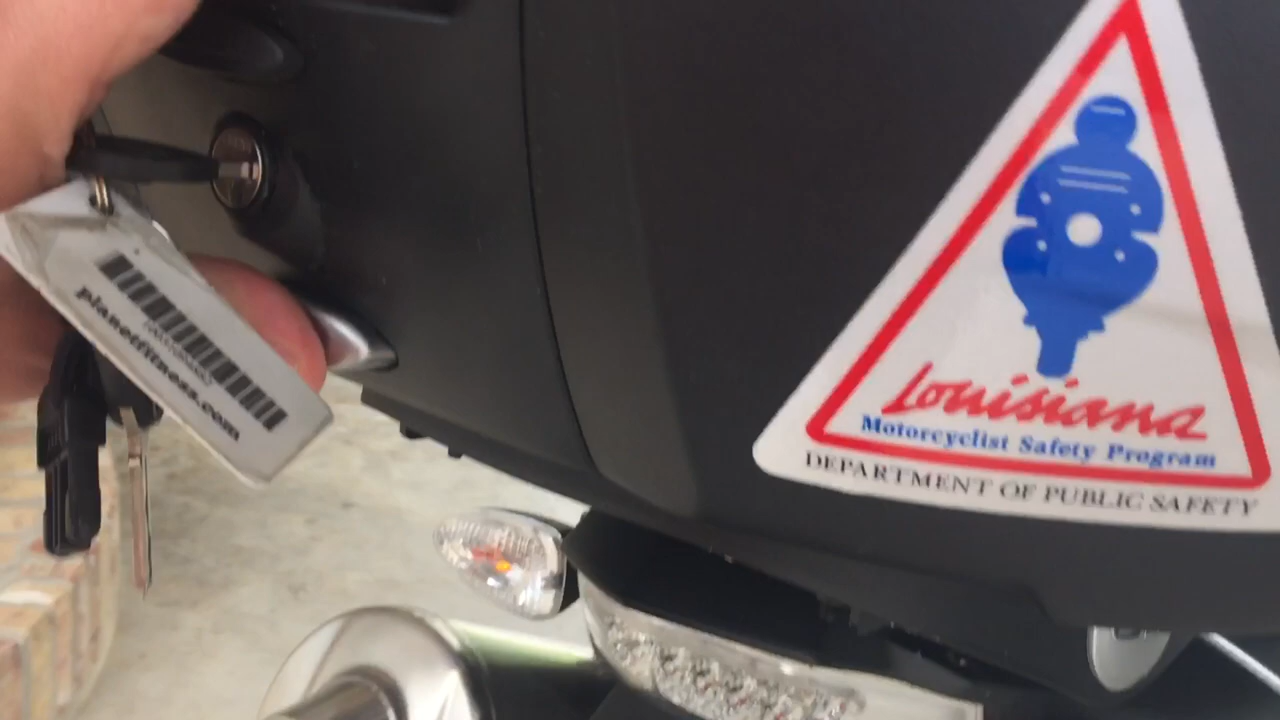 planetfitness.com
Louisiana
Motorcyclist Safety Program
DEPARTMENT OF PUBLIC SAFETY